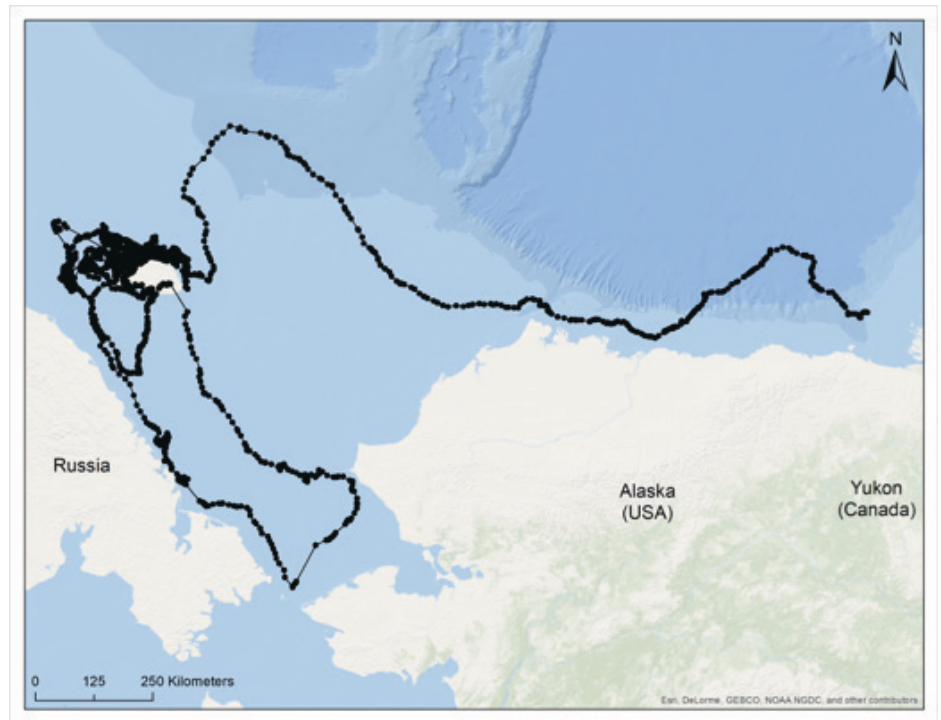 N
Russia
Alaska
(USA)
Yukon
(Canada)
0 125 250 Kilometers
Esri, DeLorme, GEBCO, NOAA NGDC, and other contributors